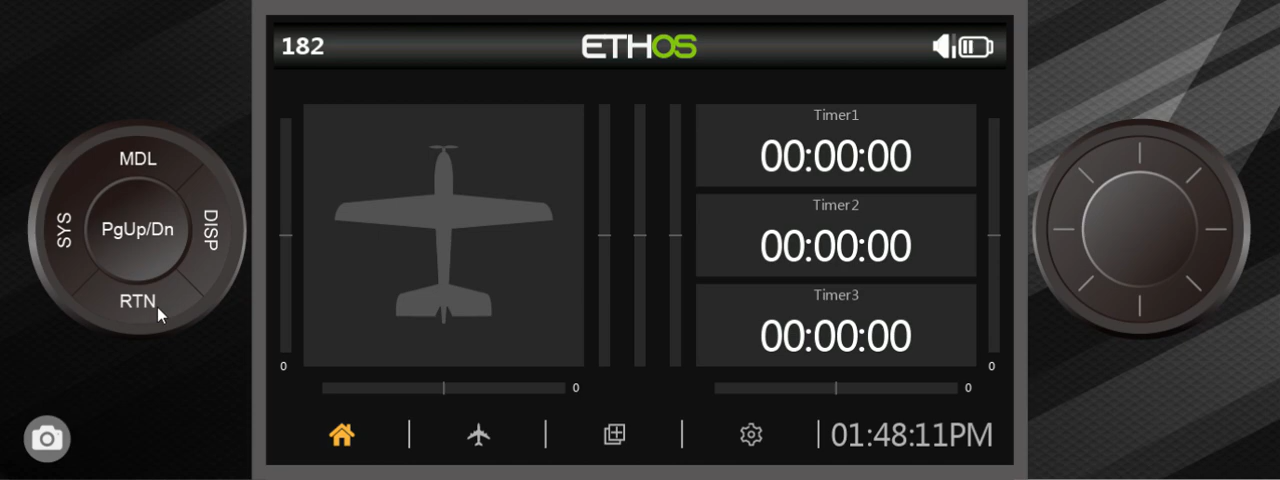 182
ETHOS
MDL
SYS
PgUp/Dn
DISP
RTN
Timer1
00:00:00
Timer2
00:00:00
Timer3
00:00:00
0
0
0
0
01:48:11PM